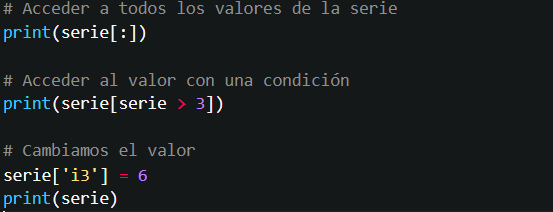 # Acceder a todos los valores de la serie
print(serie[:])
# Acceder al valor con una condición
print(serie[serie > 3])
# Cambiamos el valor
serie['i3'] = 6
print(serie)